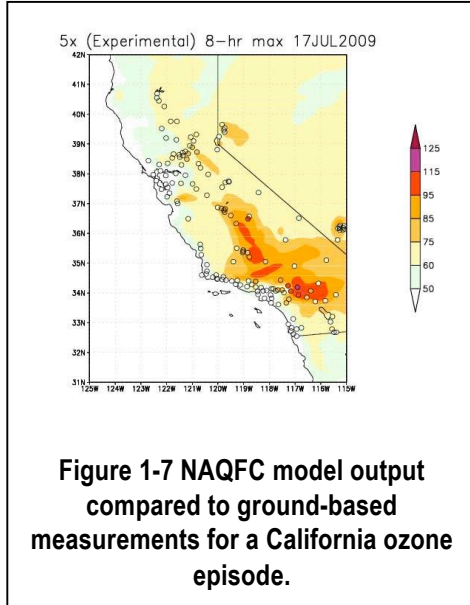 5x (Experimental) 8-hr max 17JUL2009
42N
41N
40N
39N
38N
37N
36N
35N
34N
33N
32N
31N
125W 124W 123W 122W 121W 120W 119W 118W 117W 116W 115W
125
115
95
85
75
60
50
Figure 1-7 NAQFC model output
compared to ground-based
measurements for a California ozone
episode.